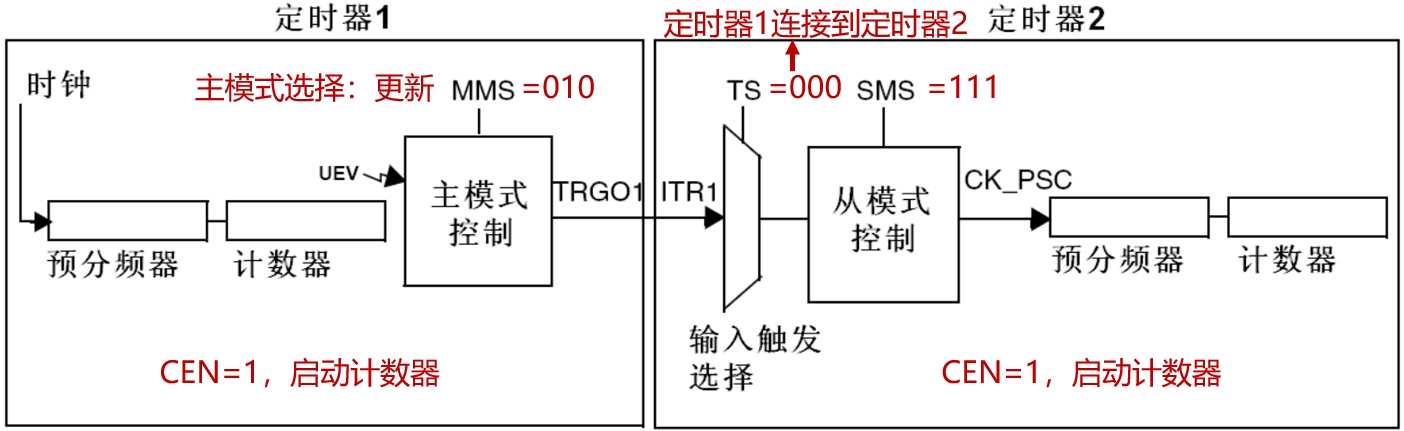 定时器1
定时器1连接到定时器2 定时器2
时钟
主模式选择：更新 MMS =010
TS =000 SMS =111
UEV
主模式
控制
TRGO1 ITR1
从模式
控制
CK_PSC
预分频器 计数器
预分频器 计数器
输入触发
选择
CEN=1，启动计数器
CEN=1，启动计数器